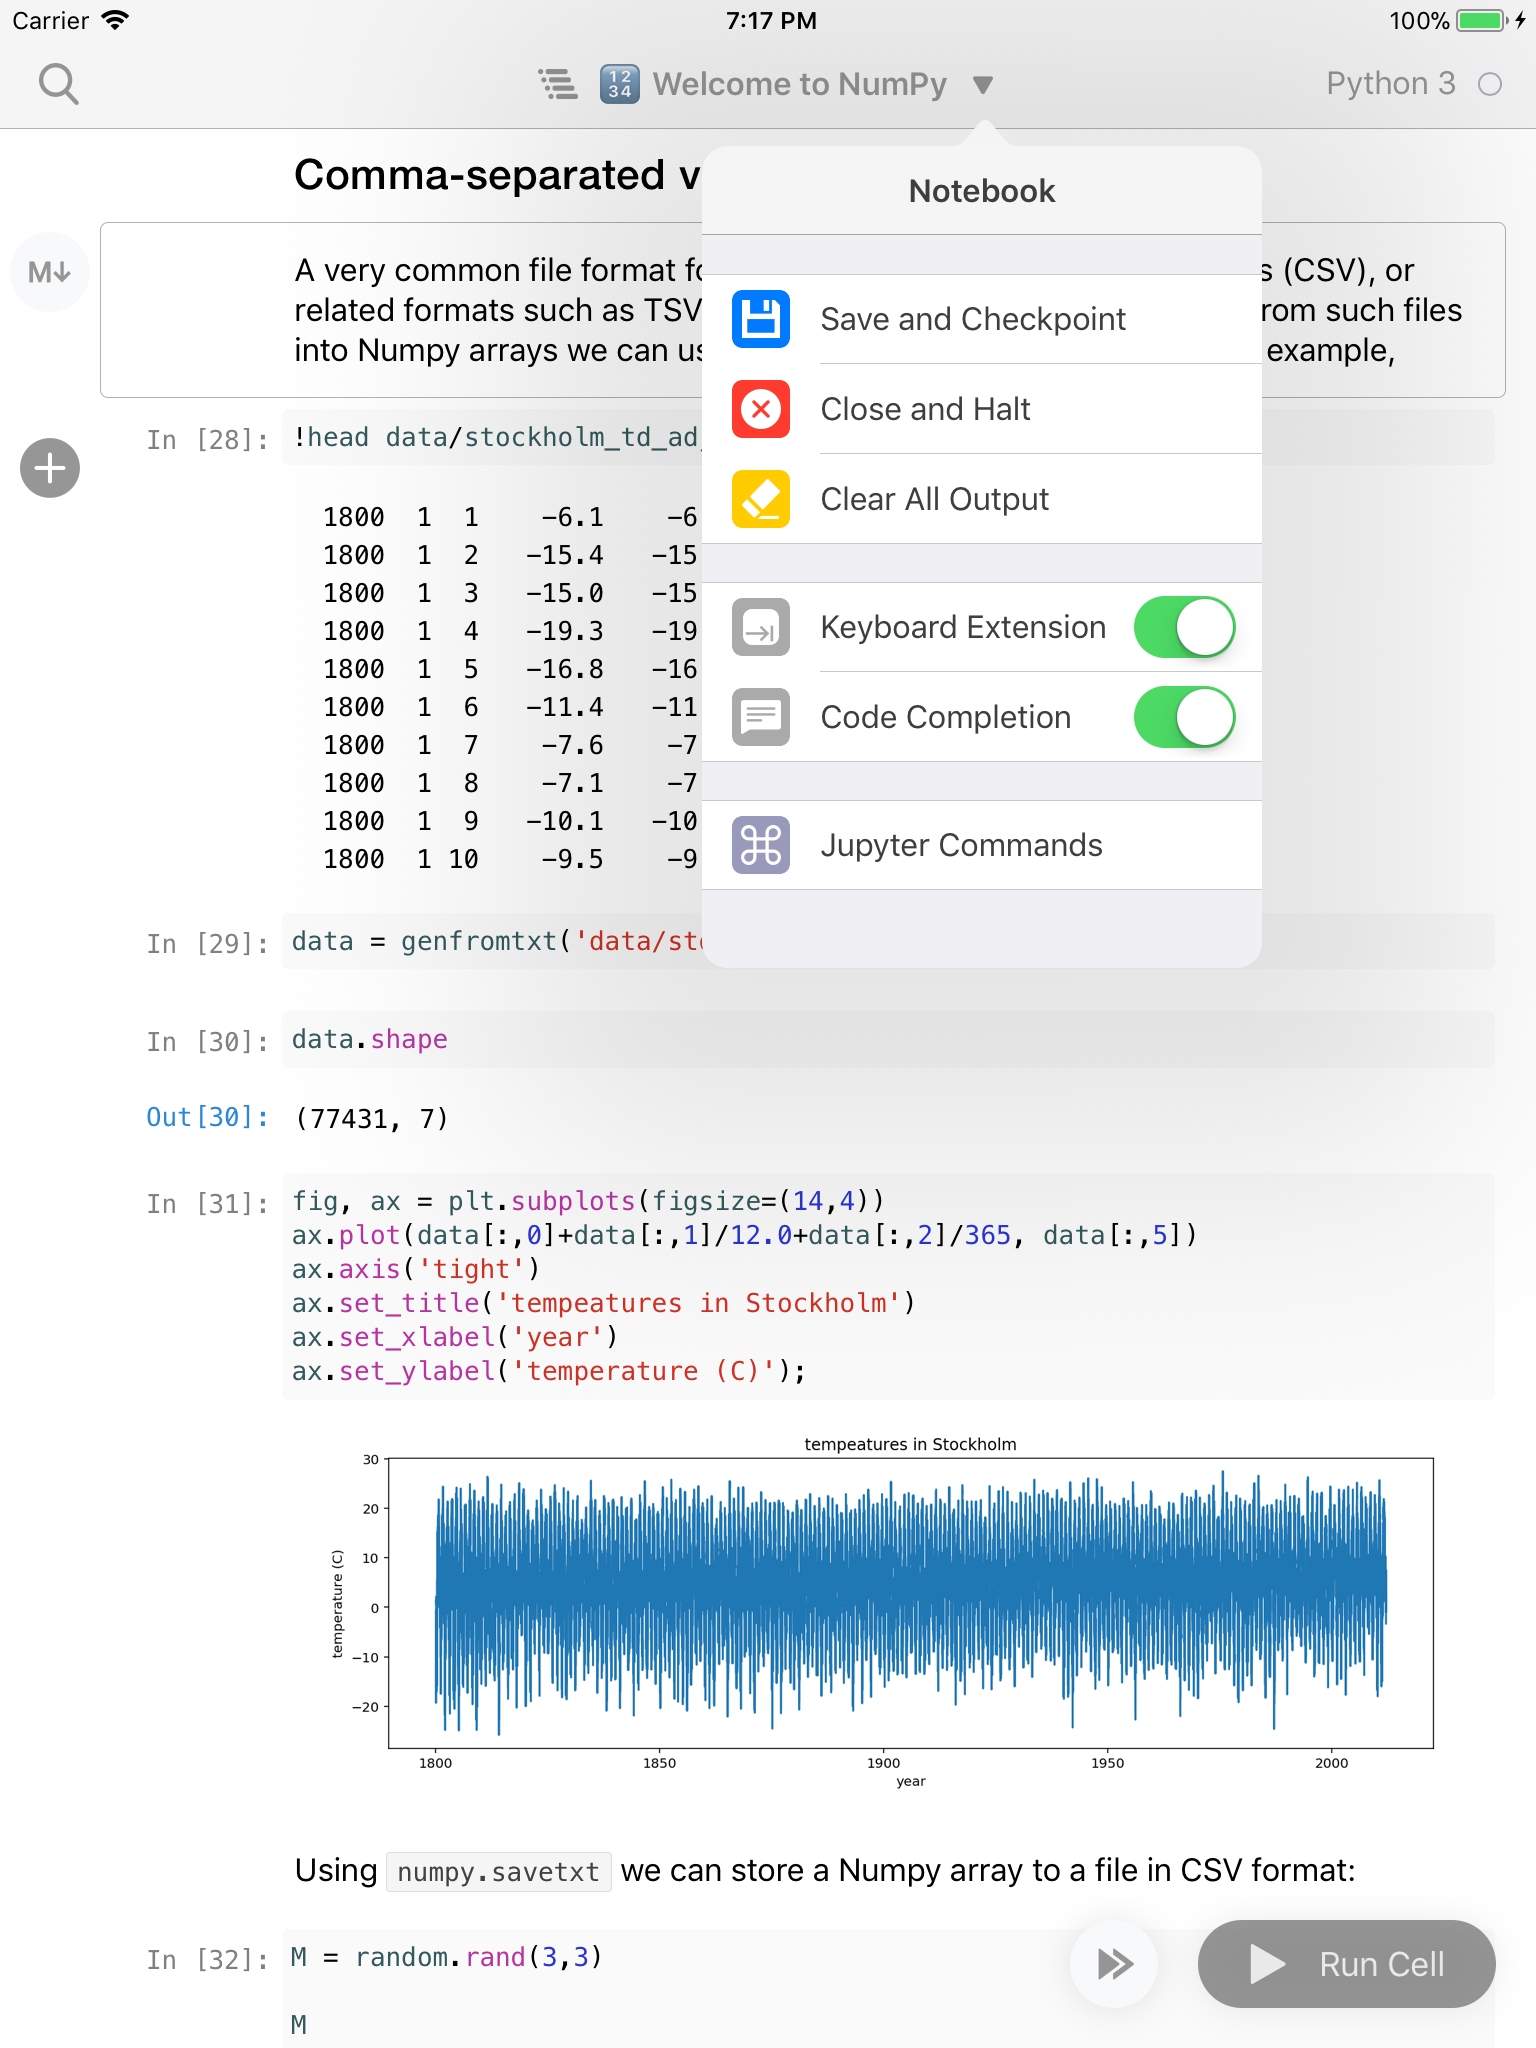 Carrier 7:17 PM 100%
12
34
Welcome to NumPy ▼ Python 3
Comma-separated
Notebook
M↓
A very common file format (CSV), or
related formats such as TSV such files
into Numpy arrays we can example,
Save and Checkpoint
Close and Halt
Clear All Output
Keyboard Extension
Code Completion
Jupyter Commands
In [28]: !head data/stockholm_td_ad
1800 1 1 −6.1 −6
1800 1 2 −15.4 −15
1800 1 3 −15.0 −15
1800 1 4 −19.3 −19
1800 1 5 −16.8 −16
1800 1 6 −11.4 −11
1800 1 7 −7.6 −7
1800 1 8 −7.1 −7
1800 1 9 −10.1 −10
1800 1 10 −9.5 −9
In [29]: data = genfromtxt('data/st
In [30]: data.shape
Out[30]: (77431, 7)
In [31]: fig, ax = plt.subplots(figsize=(14,4))
ax.plot(data[:,0]+data[:,1]/12.0+data[:,2]/365, data[:,5])
ax.axis('tight')
ax.set_title('tempeatures in Stockholm')
ax.set_xlabel('year')
ax.set_ylabel('temperature (C)');
tempeatures in Stockholm
30
20
10
0
−10
−20
temperature (C)
1800 1850 1900 1950 2000
year
Using numpy.savetxt we can store a Numpy array to a file in CSV format:
In [32]: M = random.rand(3,3)
M
Run Cell